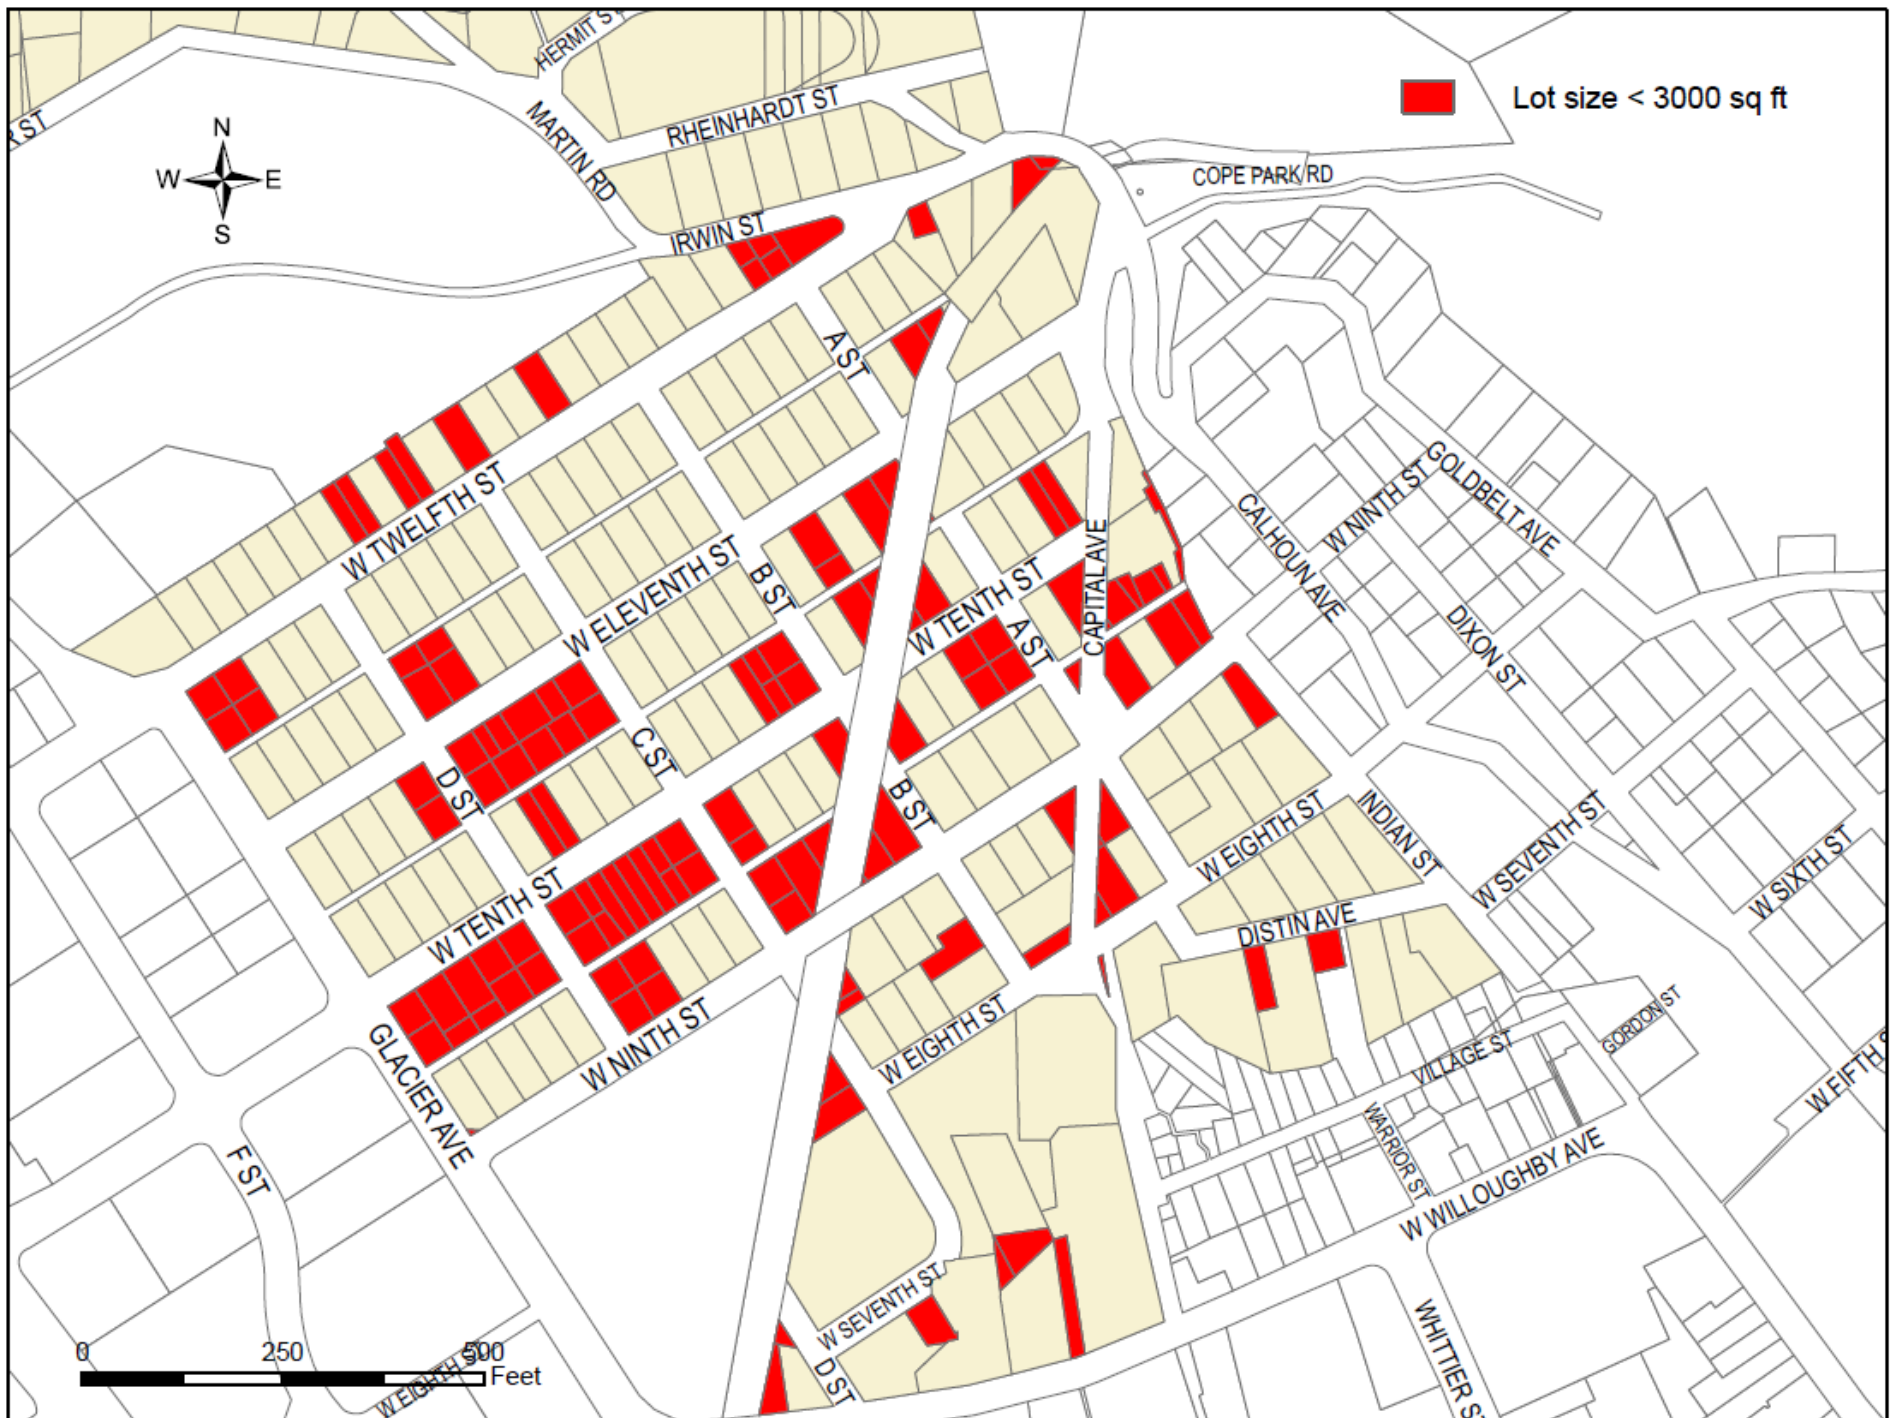 HERMIT S
R ST
MARTIN RD
RHEINHARDT ST
Lot size < 3000 sq ft
N
W E
S
COPE PARK RD
IRWIN ST
A ST
W TWELFTH ST
W ELEVENTH ST
B ST
W TENTH ST
A ST
CAPITAL AVE
CALHOUN AVE
W NINTH ST
GOLDBELT AVE
DIXON ST
D ST
C ST
B ST
W EIGHTH ST
INDIAN ST
W SEVENTH ST
W SIXTH ST
W TENTH ST
DISTIN AVE
GLACIER AVE
W NINTH ST
W EIGHTH ST
VILLAGE ST
GORDON ST
W FIFTH S
WARRIOR ST
W WILLOUGHBY AVE
F ST
W SEVENTH ST
D ST
WHITTIER S
W EIGHTH ST
0 250 500
Feet